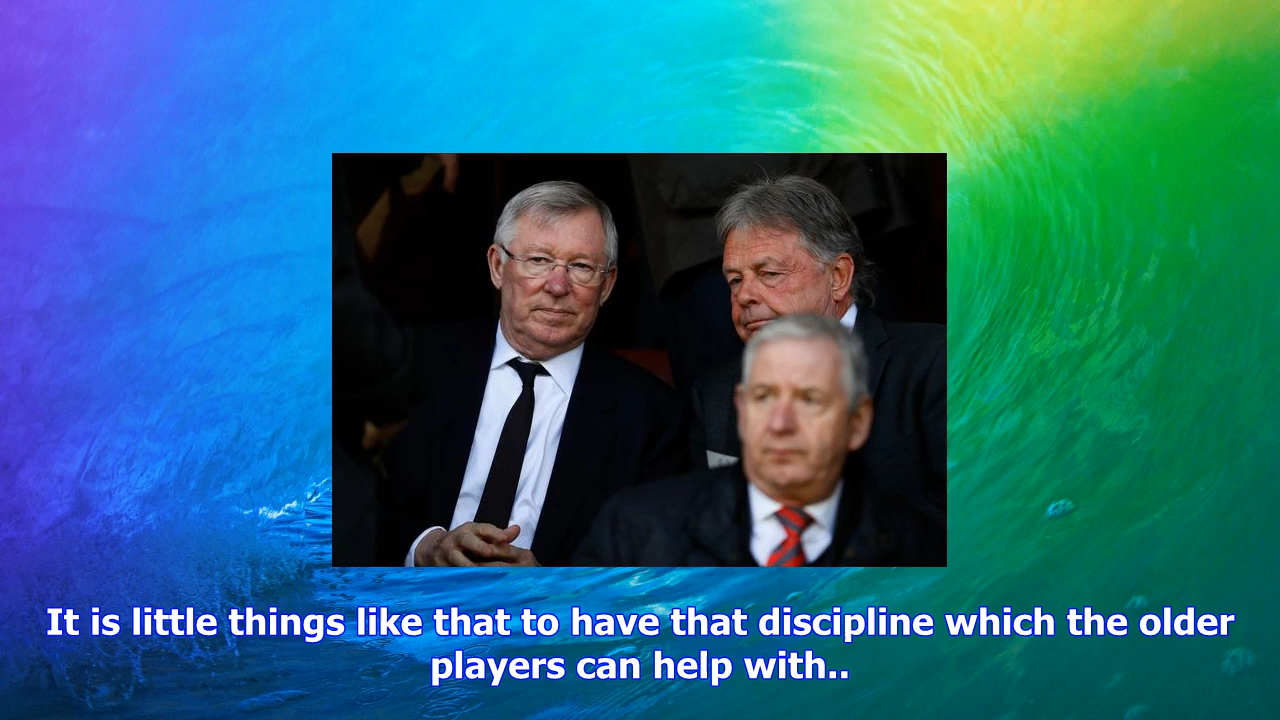 It is little things like that to have that discipline which the older
players can help with..